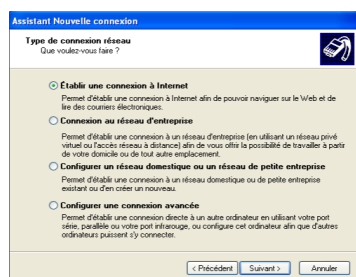 Assistant Nouvelle connexion
Type de connexion réseau
Que voulez-vous faire ?
Établir une connexion à Internet
Permet d'établir une connexion à Internet afin de pouvoir naviguer sur le Web et de
lire des courriers électroniques.
Connexion au réseau d'entreprise
Permet d'établir une connexion à un réseau d'entreprise (en utilisant un réseau privé
virtuel ou l'accès réseau à distance) afin de vous offrir la possibilité de travailler à partir
de votre domicile ou de tout autre emplacement.
Configurer un réseau domestique ou un réseau de petite entreprise
Permet d'établir une connexion à un réseau domestique ou de petite entreprise
existant ou d'en créer un nouveau.
Configurer une connexion avancée
Permet d'établir une connexion directe à un autre ordinateur en utilisant votre port
série, parallèle ou votre port infrarouge, ou configure cet ordinateur afin que d'autres
ordinateurs puissent s'y connecter.
< Précédent Suivant > Annuler